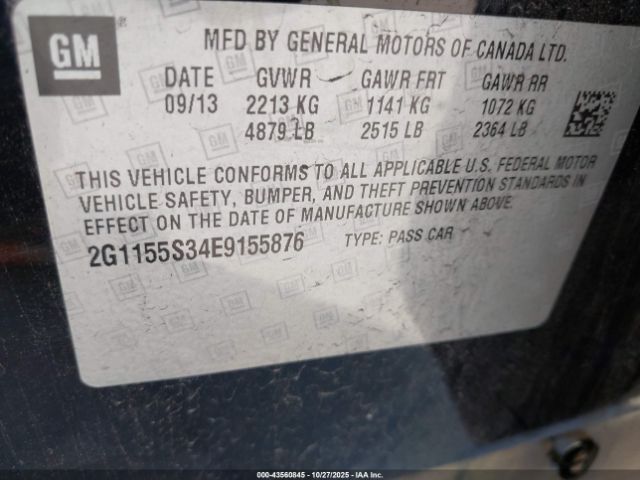 GM
MFD BY GENERAL MOTORS OF CANADA LTD.
DATE GVWR GAWR FRT GAWR RR
09/13 2213 KG 1141 KG 1072 KG
4879 LB 2515 LB 2364 LB
THIS VEHICLE CONFORMS TO ALL APPLICABLE U.S. FEDERAL MOTOR
VEHICLE SAFETY, BUMPER, AND THEFT PREVENTION STANDARDS IN
EFFECT ON THE DATE OF MANUFACTURE SHOWN ABOVE.
2G1155S34E9155876 TYPE: PASS CAR
000-43560845 - 10/27/2025 - IAA Inc.